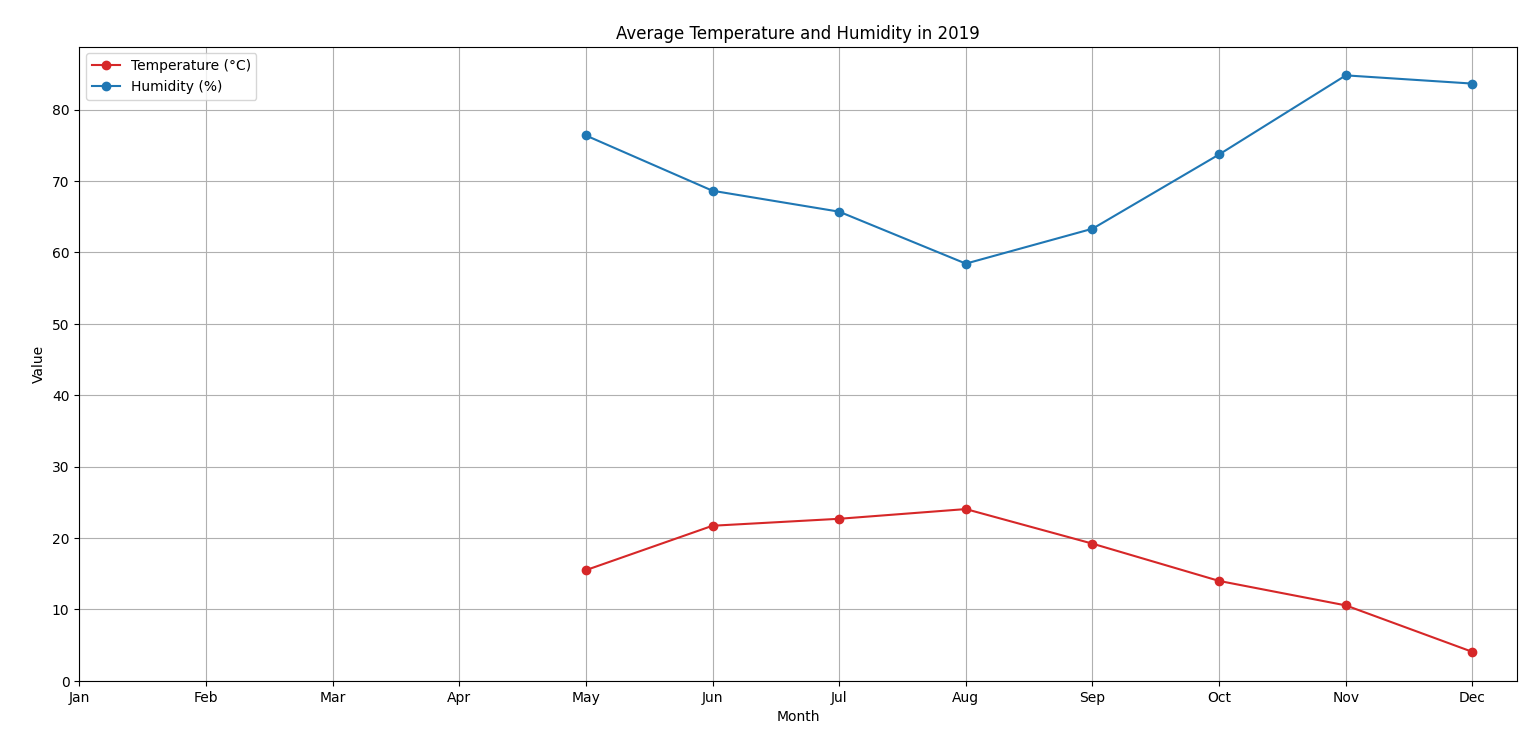 Average Temperature and Humidity in 2019
Temperature (°C)
Humidity (%)
Value
80
70
60
50
40
30
20
10
0
Jan Feb Mar Apr May Jun Jul Aug Sep Oct Nov Dec
Month